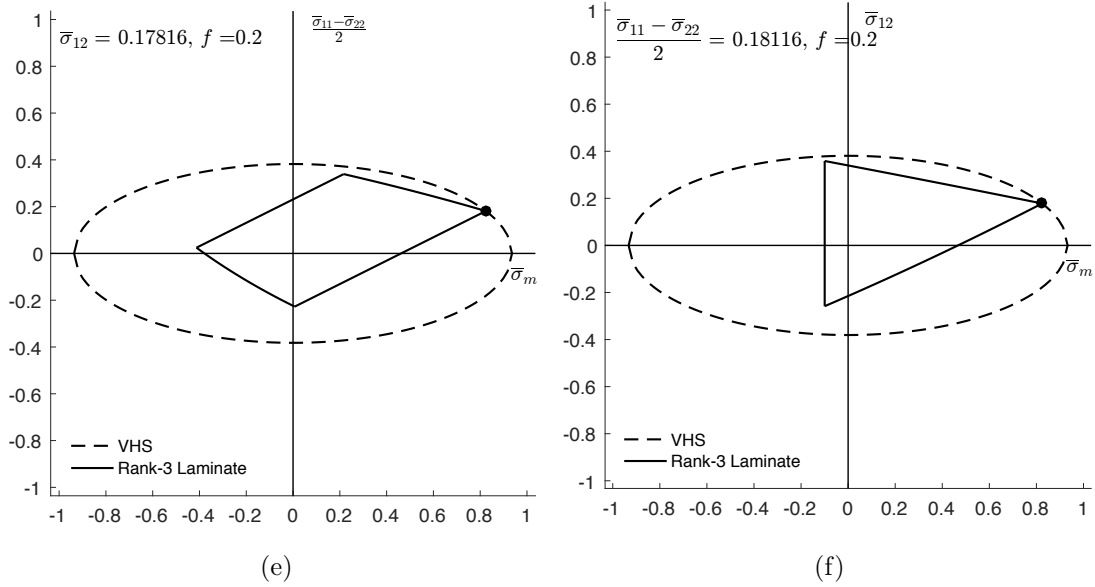 1
0.8
0.6
0.4
0.2
0
-0.2
-0.4
-0.6
-0.8
-1
σ̅₁₂ = 0.17816, f =0.2
(σ̅₁₁−σ̅₂₂)/2
σ̅ₘ
VHS
Rank-3 Laminate
-1 -0.8 -0.6 -0.4 -0.2 0 0.2 0.4 0.6 0.8 1
(e)
1
0.8
0.6
0.4
0.2
0
-0.2
-0.4
-0.6
-0.8
-1
(σ̅₁₁ − σ̅₂₂)/2 = 0.18116, f =0.2
σ̅₁₂
σ̅ₘ
VHS
Rank-3 Laminate
-1 -0.8 -0.6 -0.4 -0.2 0 0.2 0.4 0.6 0.8 1
(f)